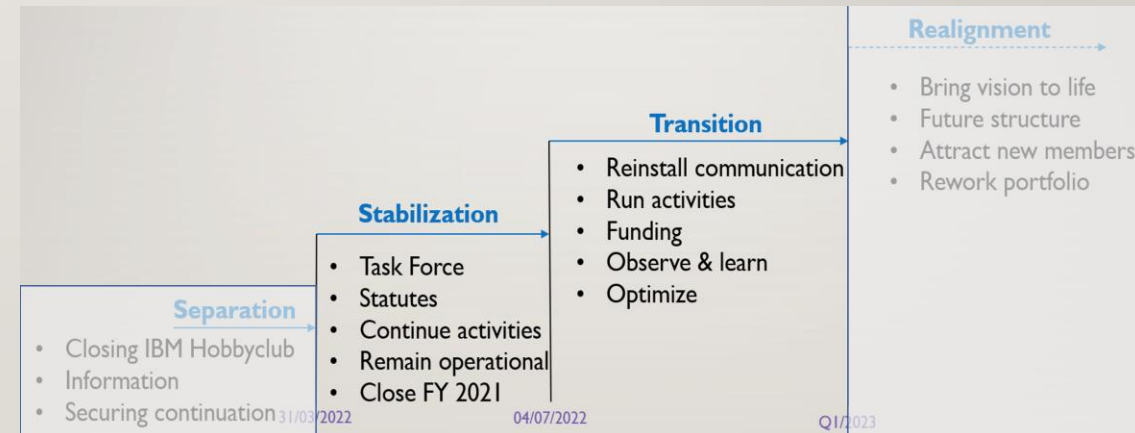 Realignment
• Bring vision to life
• Future structure
• Attract new members
• Rework portfolio
Transition
• Reinstall communication
• Run activities
• Funding
• Observe & learn
• Optimize
Stabilization
• Task Force
• Statutes
• Continue activities
• Remain operational
• Close FY 2021
Separation
• Closing IBM Hobbyclub
• Information
• Securing continuation
31/03/2022
04/07/2022
Q1/2023